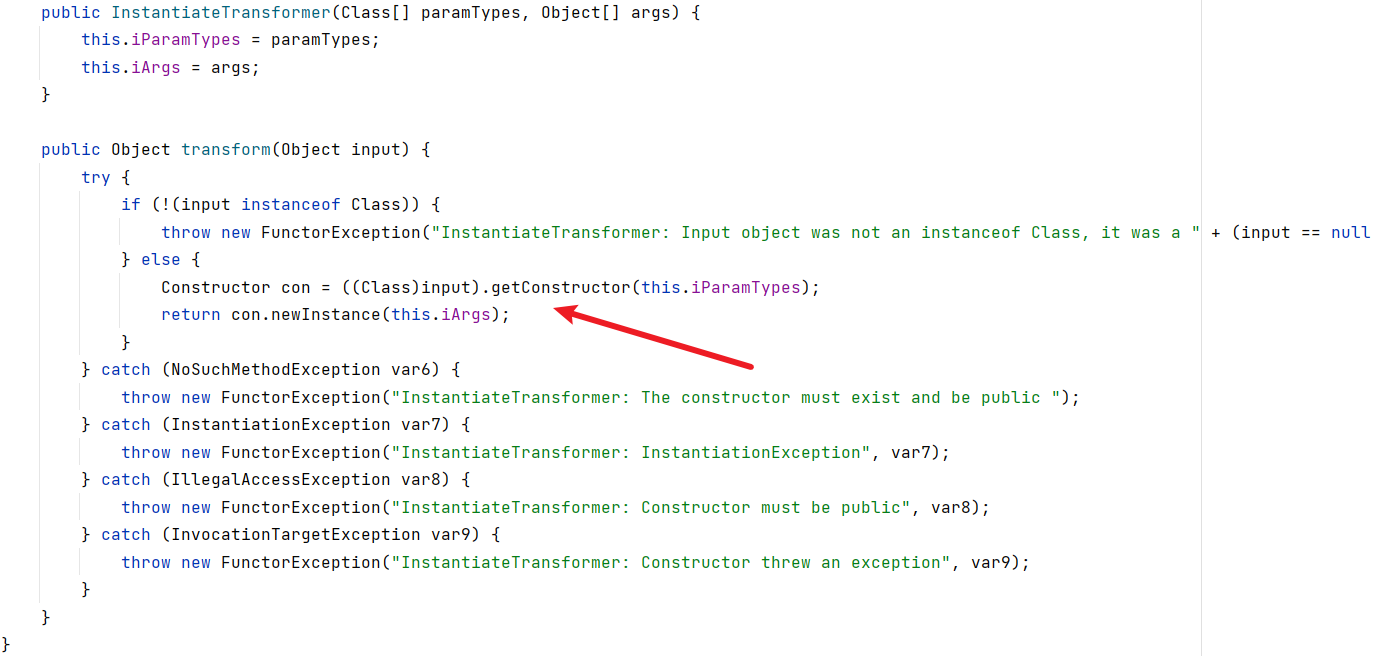 public InstantiateTransformer(Class[] paramTypes, Object[] args) {
this.iParamTypes = paramTypes;
this.iArgs = args;
}
public Object transform(Object input) {
try {
if (!(input instanceof Class)) {
throw new FunctorException("InstantiateTransformer: Input object was not an instanceof Class, it was a " + (input == null
} else {
Constructor con = ((Class)input).getConstructor(this.iParamTypes);
return con.newInstance(this.iArgs);
}
} catch (NoSuchMethodException var6) {
throw new FunctorException("InstantiateTransformer: The constructor must exist and be public ");
} catch (InstantiationException var7) {
throw new FunctorException("InstantiateTransformer: InstantiationException", var7);
} catch (IllegalAccessException var8) {
throw new FunctorException("InstantiateTransformer: Constructor must be public", var8);
} catch (InvocationTargetException var9) {
throw new FunctorException("InstantiateTransformer: Constructor threw an exception", var9);
}
}
}